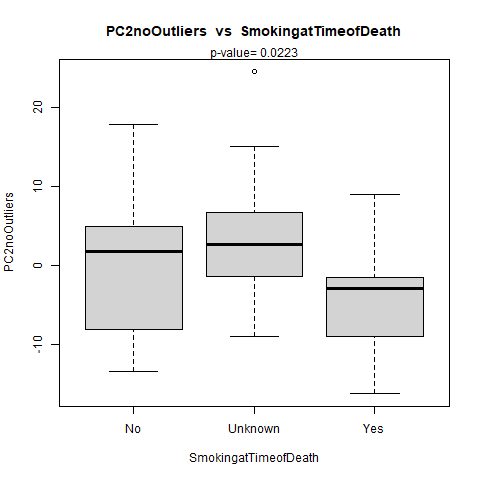 PC2noOutliers vs SmokingatTimeofDeath
p-value= 0.0223
20
10
0
-10
PC2noOutliers
No Unknown Yes
SmokingatTimeofDeath